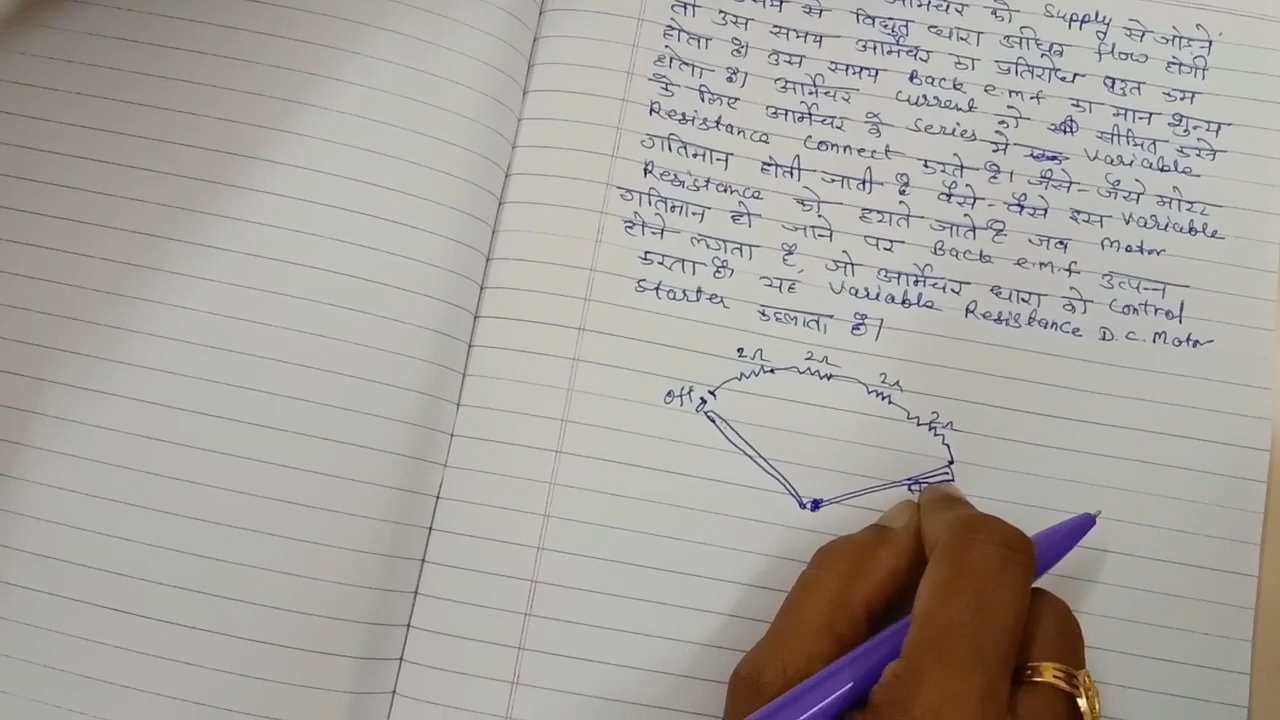 आर्मेचर को Supply से जोड़ने
समय से विद्युत धारा अधिक flow होगी
तो उस समय आर्मेचर का प्रतिरोध बहुत कम
होता है। उस समय Back e.m.f का मान शुन्य
होता है। आर्मेचर current को सीमित करने
के लिए आर्मेचर के series में variable
Resistance connect करते है। जैसे-जैसे मोटर
गतिमान होती जाती है वैसे-वैसे इस variable
Resistance को हटाते जाते है जब motor
गतिमान हो जाने पर Back e.m.f उत्पन्न
होने लगता है, जो आर्मेचर धारा को control
करता है। यह variable Resistance D.C. Motor
starter कहलाता है।
2Ω 2Ω 2Ω 2Ω
off